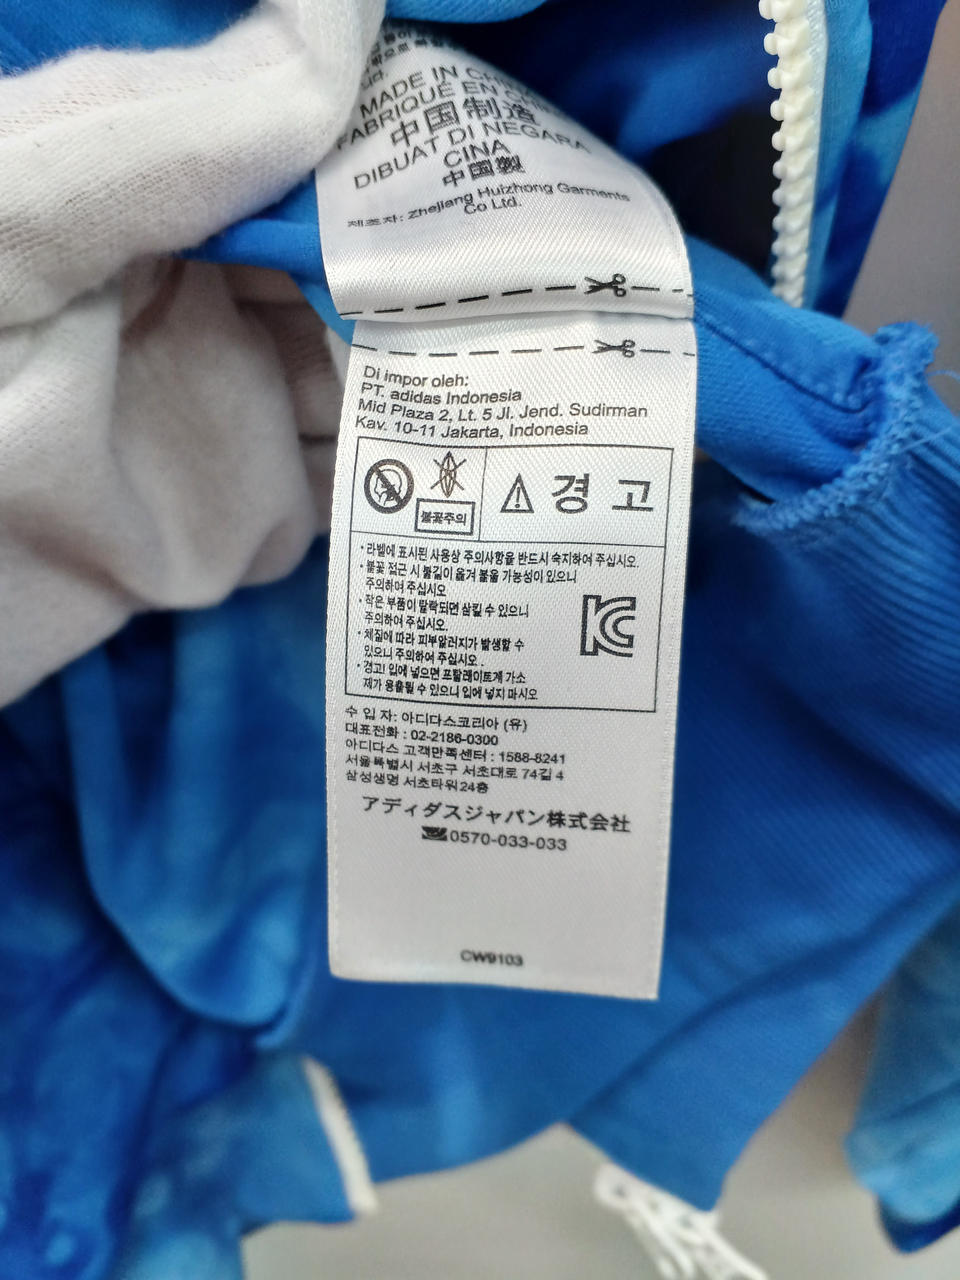 MADE IN CHINA
FABRIQUÉ EN CHINE
中国制造
DIBUAT DI NEGARA
CINA
中国製
제조자: Zhejiang Huizhong Garments
Co Ltd.
Di impor oleh:
PT. adidas Indonesia
Mid Plaza 2, Lt. 5 Jl. Jend. Sudirman
Kav. 10-11 Jakarta, Indonesia
불꽃주의
경 고
• 라벨에 표시된 사용상 주의사항을 반드시 숙지하여 주십시오.
• 불꽃 접근 시 불길이 옮겨 붙을 가능성이 있으니
주의하여 주십시오
• 작은 부품이 탈락되면 삼킬 수 있으니
주의하여 주십시오.
• 체질에 따라 피부알러지가 발생할 수
있으니 주의하여 주십시오 .
• 경고! 입에 넣으면 프탈레이트계 가소
제가 용출될 수 있으니 입에 넣지 마시오
수 입 자: 아디다스코리아 (유)
대표전화 : 02-2186-0300
아디다스 고객만족센터 : 1588-8241
서울특별시 서초구 서초대로 74길 4
삼성생명 서초타워 24층
アディダスジャパン株式会社
0570-033-033
CW9103